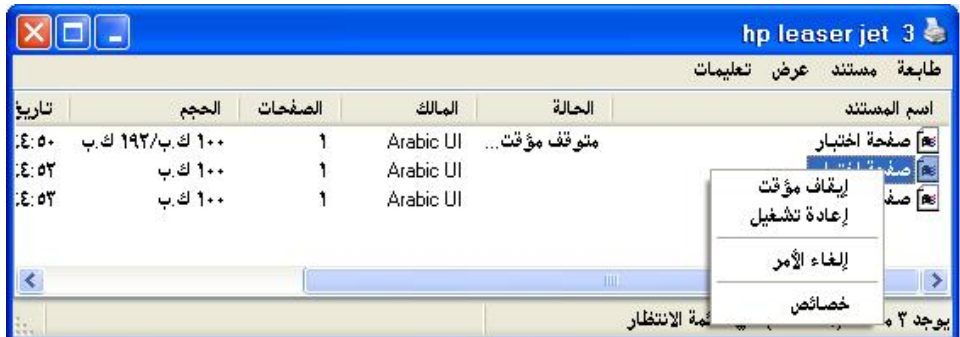 hp leaser jet 3
طابعة مستند عرض تعليمات
اسم المستند الحالة المالك الصفحات الحجم
صفحة اختبار متوقف مؤقت... Arabic UI ١ ١٠٠ ك.ب/١٩٢ ك.ب
Arabic UI ١ ١٠٠ ك.ب
Arabic UI ١ ١٠٠ ك.ب
إيقاف مؤقت
إعادة تشغيل
إلغاء الأمر
خصائص
يوجد ٣ الانتظار